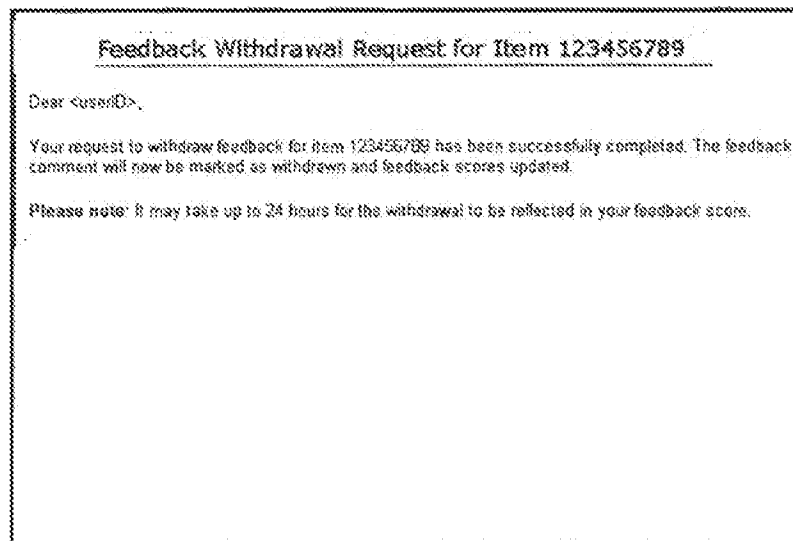 Feedback Withdrawal Request for Item 123456789
Dear <userID>,
Your request to withdraw feedback for item 123456789 has been successfully completed. The feedback
comment will now be marked as withdrawn and feedback scores updated.
Please note: It may take up to 24 hours for the withdrawal to be reflected in your feedback score.